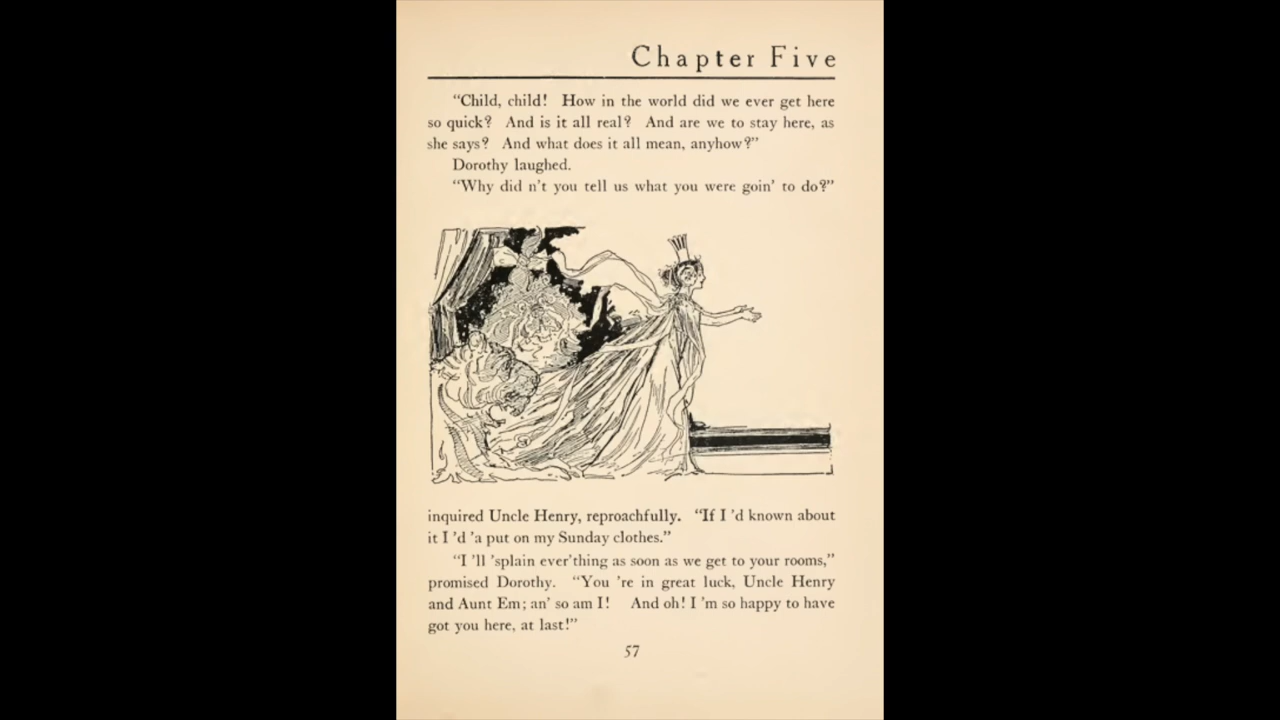 Chapter Five
“Child, child! How in the world did we ever get here
so quick? And is it all real? And are we to stay here, as
she says? And what does it all mean, anyhow?”
Dorothy laughed.
“Why did n’t you tell us what you were goin’ to do?”
inquired Uncle Henry, reproachfully. “If I ’d known about
it I ’d ’a put on my Sunday clothes.”
“I ’ll ’splain ever’thing as soon as we get to your rooms,”
promised Dorothy. “You ’re in great luck, Uncle Henry
and Aunt Em; an’ so am I! And oh! I ’m so happy to have
got you here, at last!”
57